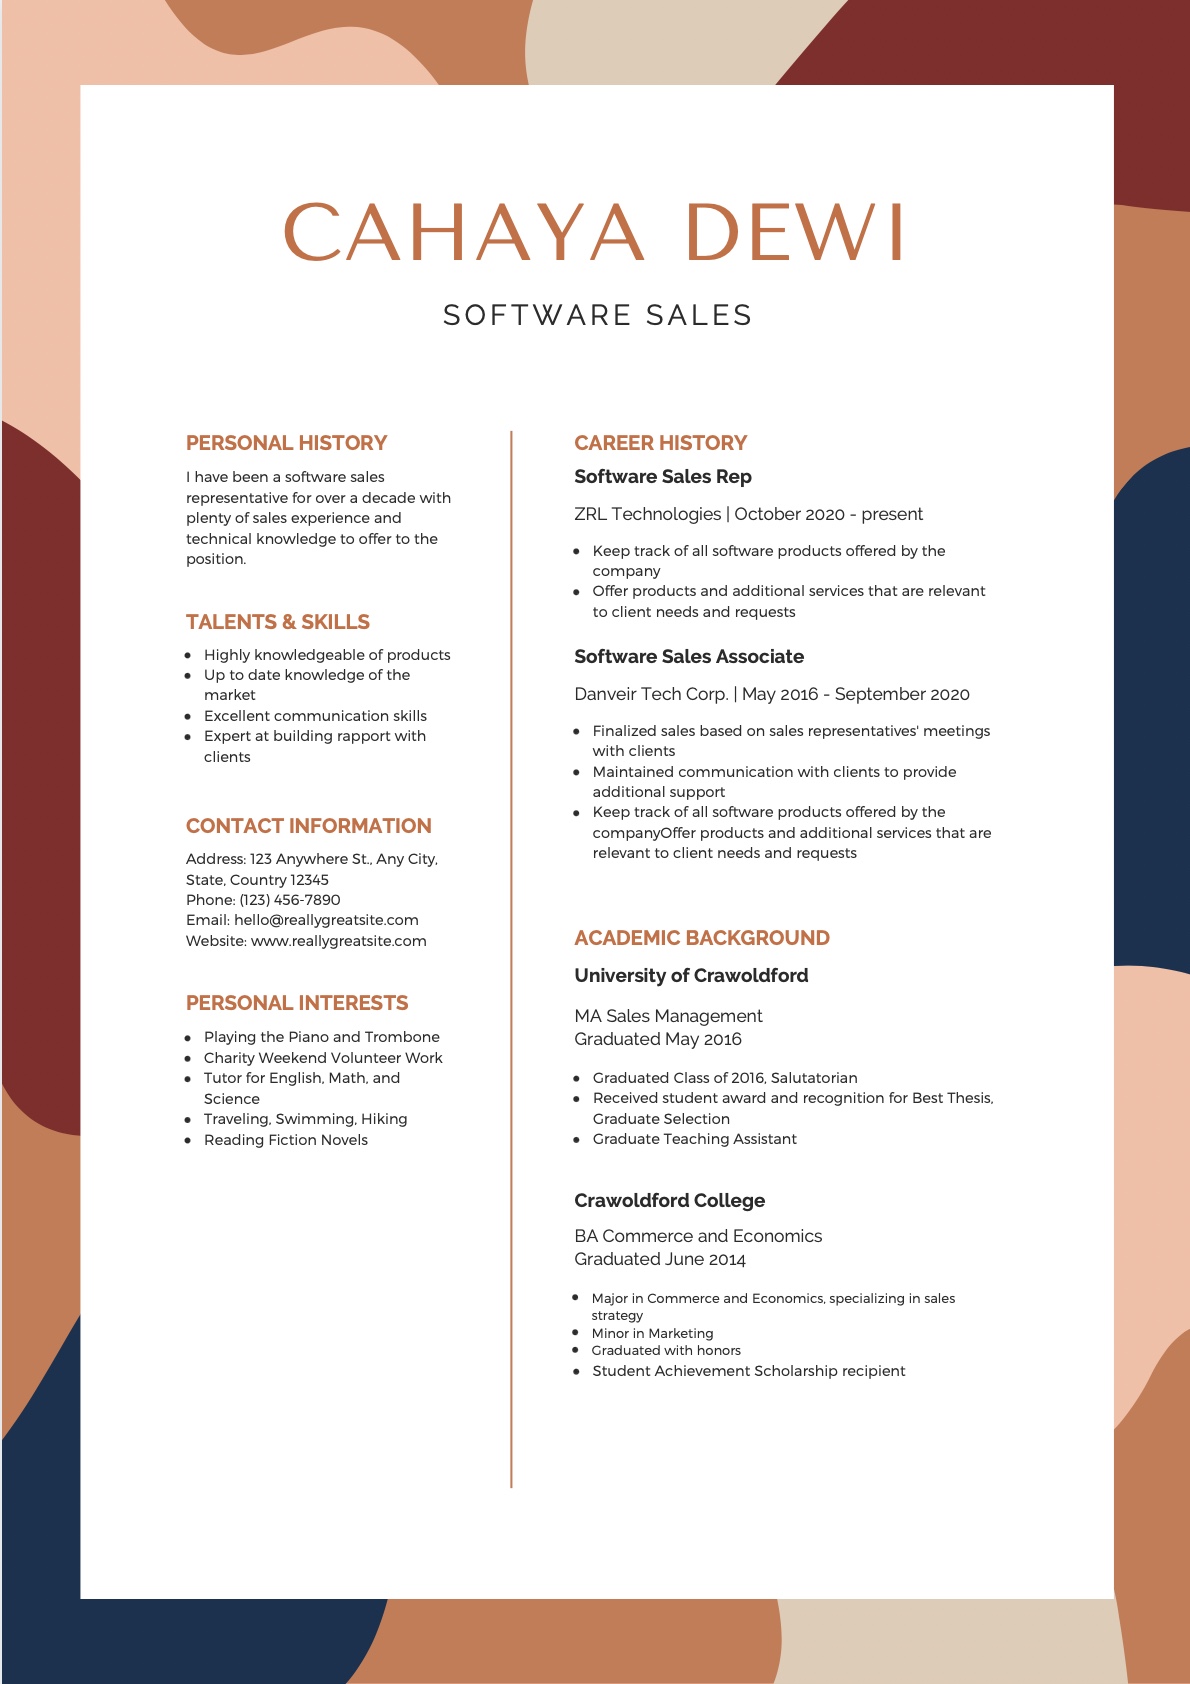 CAHAYA DEWI
SOFTWARE SALES
PERSONAL HISTORY
I have been a software sales
representative for over a decade with
plenty of sales experience and
technical knowledge to offer to the
position.
TALENTS & SKILLS
• Highly knowledgeable of products
• Up to date knowledge of the
market
• Excellent communication skills
• Expert at building rapport with
clients
CONTACT INFORMATION
Address: 123 Anywhere St., Any City,
State, Country 12345
Phone: (123) 456-7890
Email: hello@reallygreatsite.com
Website: www.reallygreatsite.com
PERSONAL INTERESTS
• Playing the Piano and Trombone
• Charity Weekend Volunteer Work
• Tutor for English, Math, and
Science
• Traveling, Swimming, Hiking
• Reading Fiction Novels
CAREER HISTORY
Software Sales Rep
ZRL Technologies | October 2020 - present
• Keep track of all software products offered by the
company
• Offer products and additional services that are relevant
to client needs and requests
Software Sales Associate
Danveir Tech Corp. | May 2016 - September 2020
• Finalized sales based on sales representatives' meetings
with clients
• Maintained communication with clients to provide
additional support
• Keep track of all software products offered by the
companyOffer products and additional services that are
relevant to client needs and requests
ACADEMIC BACKGROUND
University of Crawoldford
MA Sales Management
Graduated May 2016
• Graduated Class of 2016, Salutatorian
• Received student award and recognition for Best Thesis,
Graduate Selection
• Graduate Teaching Assistant
Crawoldford College
BA Commerce and Economics
Graduated June 2014
• Major in Commerce and Economics, specializing in sales
strategy
• Minor in Marketing
• Graduated with honors
• Student Achievement Scholarship recipient